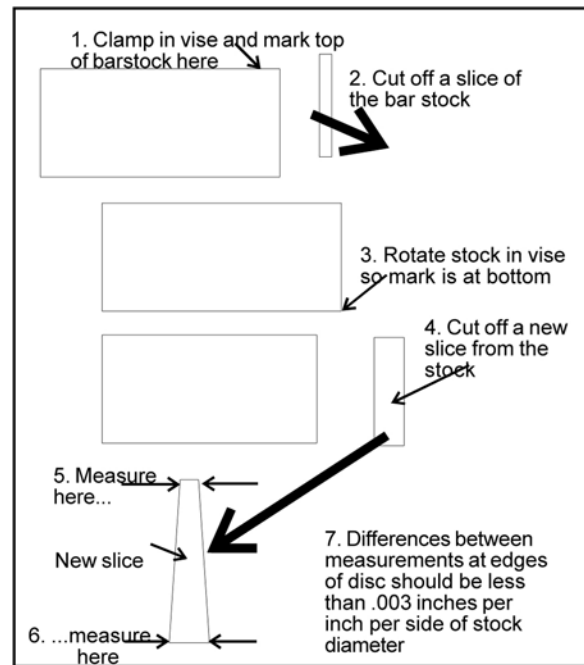 1. Clamp in vise and mark top
of barstock here
2. Cut off a slice of
the bar stock
3. Rotate stock in vise
so mark is at bottom
4. Cut off a new
slice from the
stock
5. Measure
here...
New slice
6. ...measure
here
7. Differences between
measurements at edges
of disc should be less
than .003 inches per
inch per side of stock
diameter